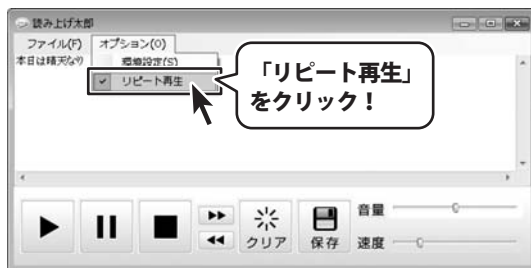 読み上げ太郎
ファイル(F) オプション(O)
本日は晴天なり 環境設定(S)
リピート再生
「リピート再生」
をクリック！
音量
クリア 保存 速度